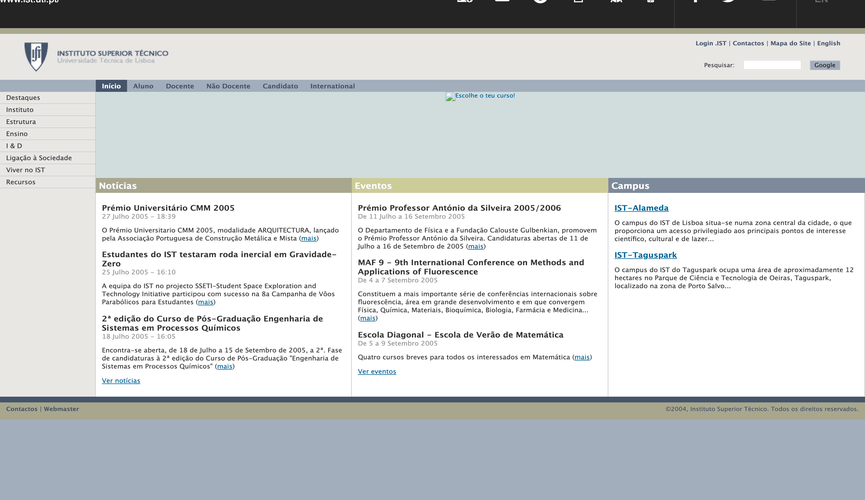 www.ist.utl.pt/
EN
INSTITUTO SUPERIOR TÉCNICO
Universidade Técnica de Lisboa
Login .IST | Contactos | Mapa do Site | English
Pesquisar:
Google
Início Aluno Docente Não Docente Candidato International
Destaques
Instituto
Estrutura
Ensino
I & D
Ligação à Sociedade
Viver no IST
Recursos
Escolhe o teu curso!
Notícias
Prémio Universitário CMM 2005
27 Julho 2005 - 18:39
O Prémio Universitario CMM 2005, modalidade ARQUITECTURA, lançado
pela Associação Portuguesa de Construção Metálica e Mista (mais)
Estudantes do IST testaram roda inercial em Gravidade-
Zero
25 Julho 2005 - 16:10
A equipa do IST no projecto SSETI-Student Space Exploration and
Technology Initiative participou com sucesso na 8a Campanha de Vôos
Parabólicos para Estudantes (mais)
2ª edição do Curso de Pós-Graduação Engenharia de
Sistemas em Processos Químicos
18 Julho 2005 - 16:05
Encontra-se aberta, de 18 de Julho a 15 de Setembro de 2005, a 2ª. Fase
de candidaturas à 2ª edição do Curso de Pós-Graduação "Engenharia de
Sistemas em Processos Químicos" (mais)
Ver notícias
Eventos
Prémio Professor António da Silveira 2005/2006
De 11 Julho a 16 Setembro 2005
O Departamento de Física e a Fundação Calouste Gulbenkian, promovem
o Prémio Professor António da Silveira. Candidaturas abertas de 11 de
Julho a 16 de Setembro de 2005 (mais)
MAF 9 - 9th International Conference on Methods and
Applications of Fluorescence
De 4 a 7 Setembro 2005
Constituem a mais importante série de conferências internacionais sobre
fluorescência, área em grande desenvolvimento e em que convergem
Física, Química, Materiais, Bioquímica, Biologia, Farmácia e Medicina...
(mais)
Escola Diagonal - Escola de Verão de Matemática
De 5 a 9 Setembro 2005
Quatro cursos breves para todos os interessados em Matemática (mais)
Ver eventos
Campus
IST-Alameda
O campus do IST de Lisboa situa-se numa zona central da cidade, o que
proporciona um acesso privilegiado aos principais pontos de interesse
científico, cultural e de lazer...
IST-Taguspark
O campus do IST do Taguspark ocupa uma área de aproximadamente 12
hectares no Parque de Ciência e Tecnologia de Oeiras, Taguspark,
localizado na zona de Porto Salvo...
Contactos | Webmaster
©2004, Instituto Superior Técnico. Todos os direitos reservados.